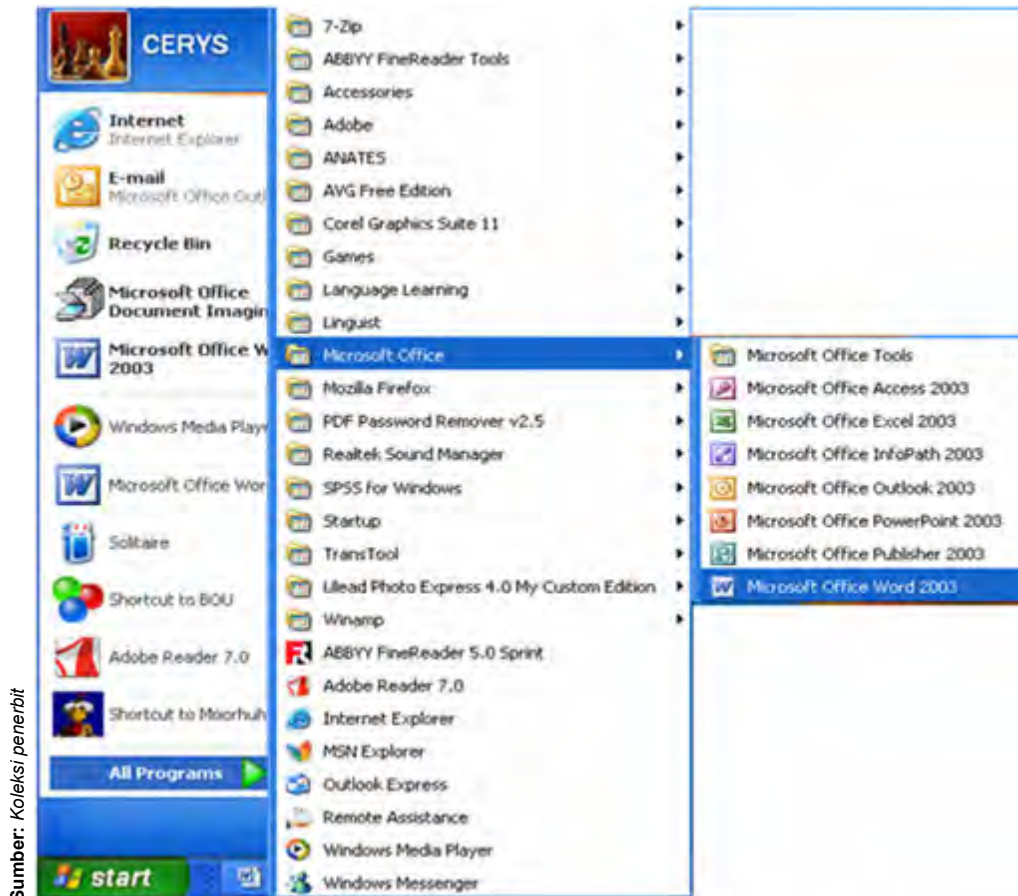 CERYS
Internet
Internet Explorer
E-mail
Microsoft Office Outl
Recycle Bin
Microsoft Office
Document Imagin
Microsoft Office W
2003
Windows Media Playe
Microsoft Office Wor
Solitaire
Shortcut to BOU
Adobe Reader 7.0
Shortcut to Moorhuh
All Programs
start
7-Zip
ABBYY FineReader Tools
Accessories
Adobe
ANATES
AVG Free Edition
Corel Graphics Suite 11
Games
Language Learning
Linguist
Microsoft Office
Mozilla Firefox
PDF Password Remover v2.5
Realtek Sound Manager
SPSS for Windows
Startup
TransTool
Ulead Photo Express 4.0 My Custom Edition
Winamp
ABBYY FineReader 5.0 Sprint
Adobe Reader 7.0
Internet Explorer
MSN Explorer
Outlook Express
Remote Assistance
Windows Media Player
Windows Messenger
Microsoft Office Tools
Microsoft Office Access 2003
Microsoft Office Excel 2003
Microsoft Office InfoPath 2003
Microsoft Office Outlook 2003
Microsoft Office PowerPoint 2003
Microsoft Office Publisher 2003
Microsoft Office Word 2003
Sumber: Koleksi penerbit